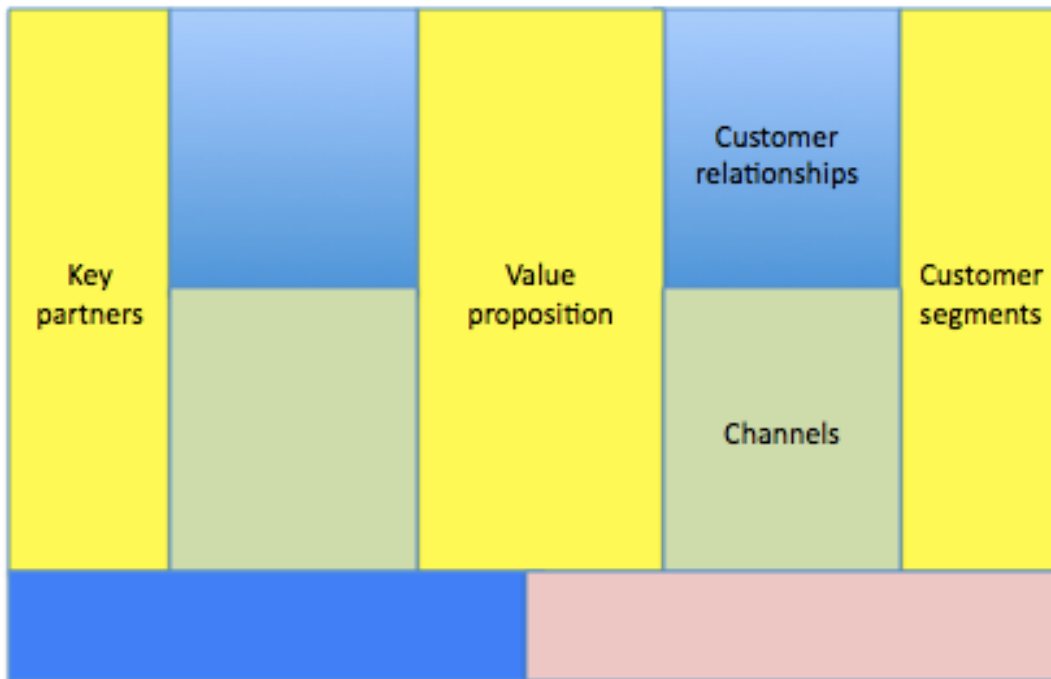 Key
partners
Value
proposition
Customer
relationships
Channels
Customer
segments